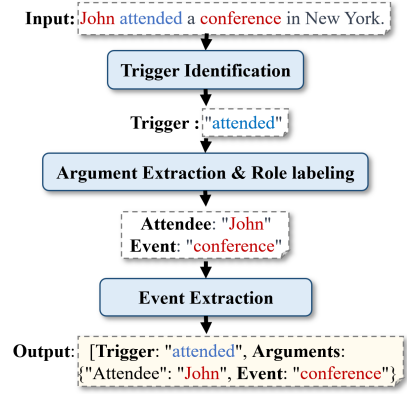 Input: John attended a conference in New York.
Trigger Identification
Trigger : "attended"
Argument Extraction & Role labeling
Attendee: "John"
Event: "conference"
Event Extraction
Output: [Trigger: "attended", Arguments:
{"Attendee": "John", Event: "conference"}